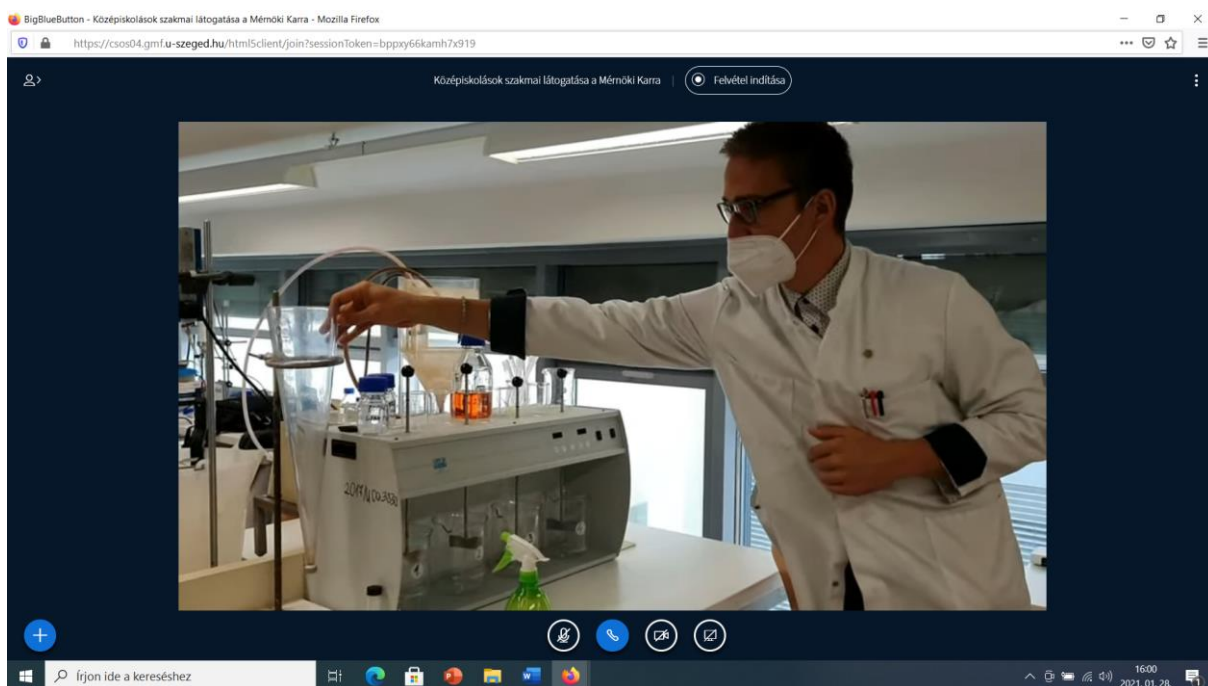 BigBlueButton - Középiskolások szakmai látogatása a Mérnöki Karra - Mozilla Firefox
https://csos04.gmf.u-szeged.hu/html5client/join?sessionToken=bppxy66kamh7x919
Középiskolások szakmai látogatása a Mérnöki Karra
Felvétel indítása
Írjon ide a kereséshez
16:00
2021. 01. 28.